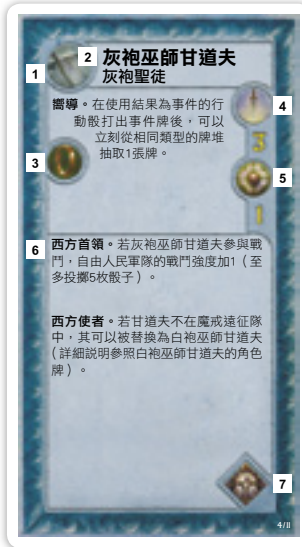 1
2
灰袍巫師甘道夫
灰袍聖徒
嚮導。在使用結果為事件的行
動骰打出事件牌後,可以
立刻從相同類型的牌堆
抽取1張牌。
3
4
3
5
1
6
西方首領。若灰袍巫師甘道夫參與戰
鬥,自由人民軍隊的戰鬥強度加1(至
多投擲5枚骰子)。
西方使者。若甘道夫不在魔戒遠征隊
中,其可以被替換為白袍巫師甘道夫
(詳細說明參照白袍巫師甘道夫的角色
牌)。
7
4/II